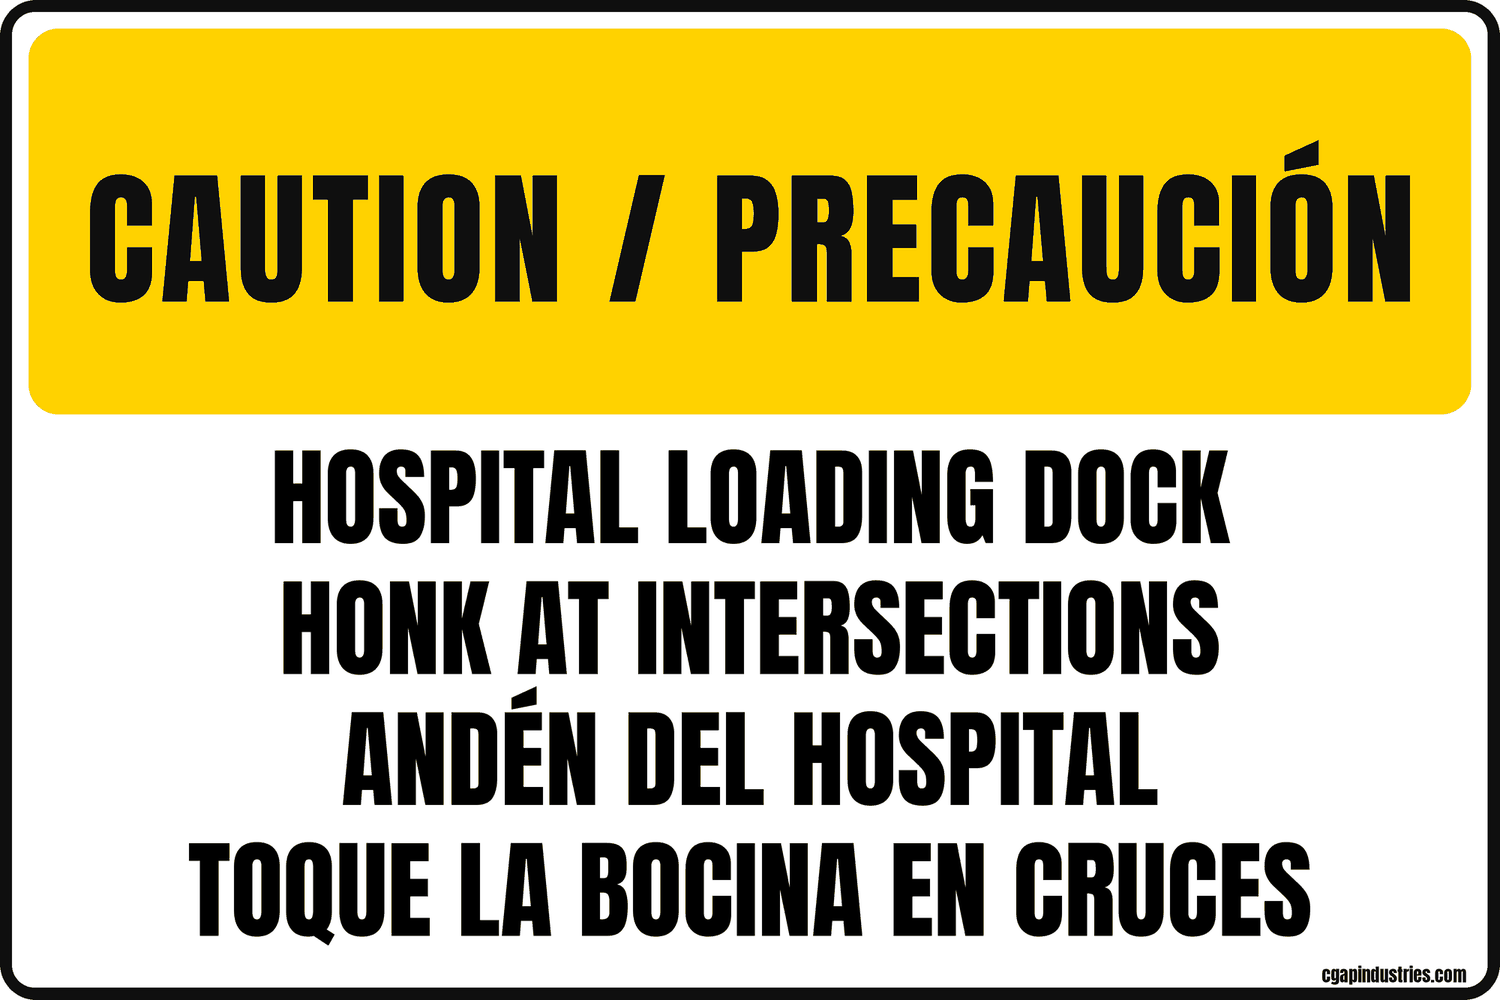 CAUTION / PRECAUCIÓN
HOSPITAL LOADING DOCK
HONK AT INTERSECTIONS
ANDÉN DEL HOSPITAL
TOQUE LA BOCINA EN CRUCES
cgapindustries.com